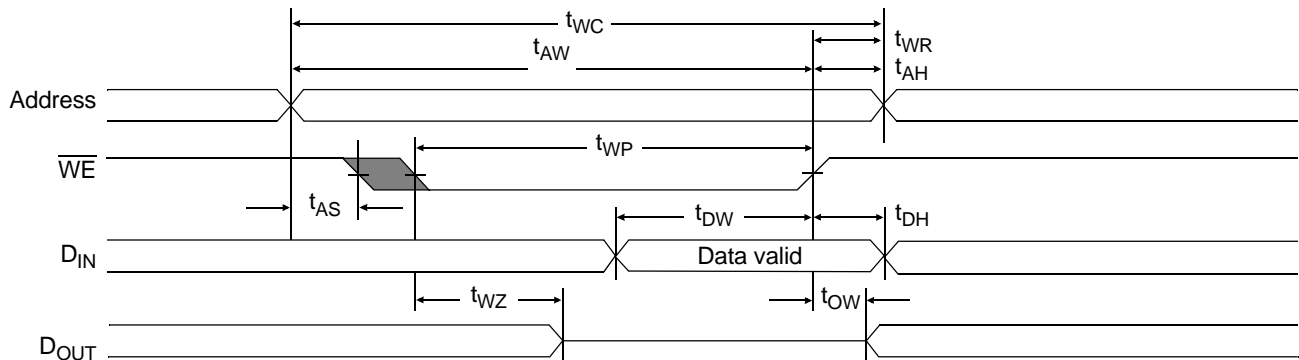 tWC
tWR
tAW
tAH
Address
tWP
WE
tAS
tDW
tDH
DIN
Data valid
tWZ
tOW
DOUT